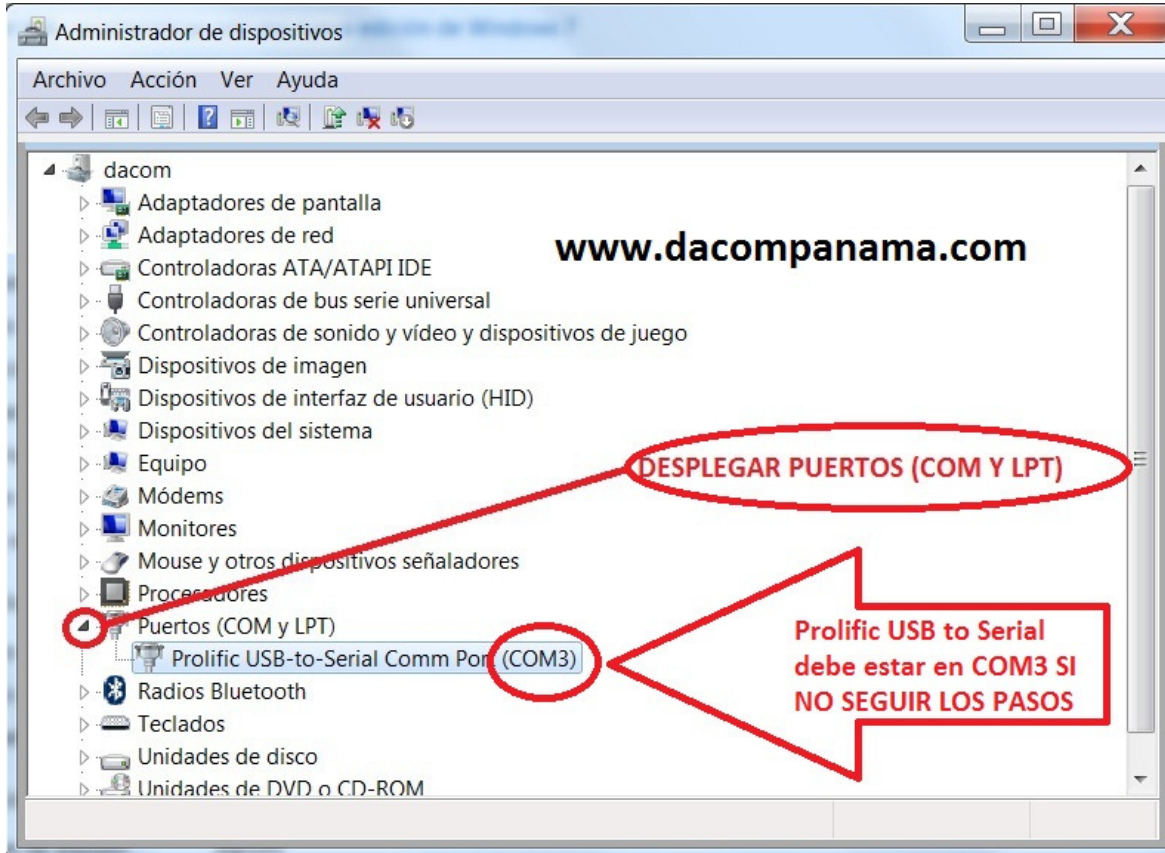 Administrador de dispositivos
Archivo Acción Ver Ayuda
dacom
Adaptadores de pantalla
Adaptadores de red
www.dacompanama.com
Controladoras ATA/ATAPI IDE
Controladoras de bus serie universal
Controladoras de sonido y vídeo y dispositivos de juego
Dispositivos de imagen
Dispositivos de interfaz de usuario (HID)
Dispositivos del sistema
Equipo
DESPLEGAR PUERTOS (COM Y LPT)
Módems
Monitores
Mouse y otros dispositivos señaladores
Procesadores
Puertos (COM y LPT)
Prolific USB-to-Serial Comm Port (COM3)
Prolific USB to Serial
debe estar en COM3 SI
NO SEGUIR LOS PASOS
Radios Bluetooth
Teclados
Unidades de disco
Unidades de DVD o CD-ROM